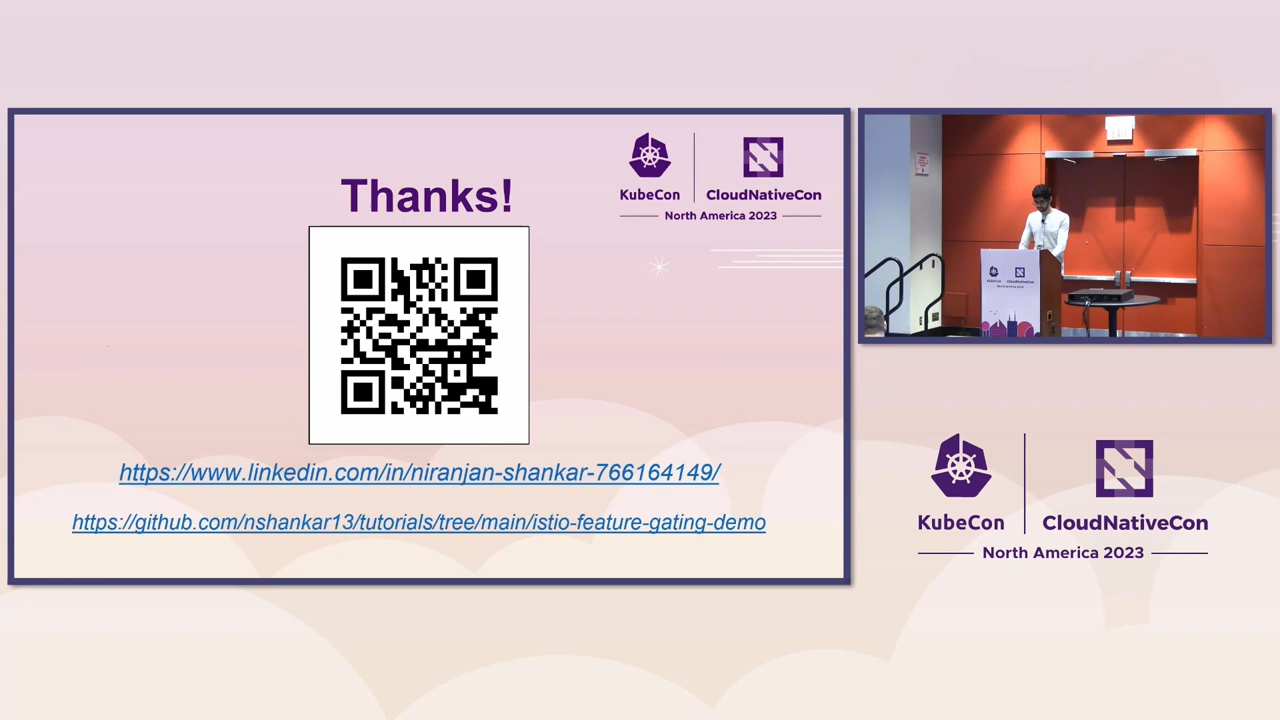 Thanks!
KubeCon
CloudNativeCon
North America 2023
https://www.linkedin.com/in/niranjan-shankar-766164149/
https://github.com/nshankar13/tutorials/tree/main/istio-feature-gating-demo
KubeCon
CloudNativeCon
North America 2023